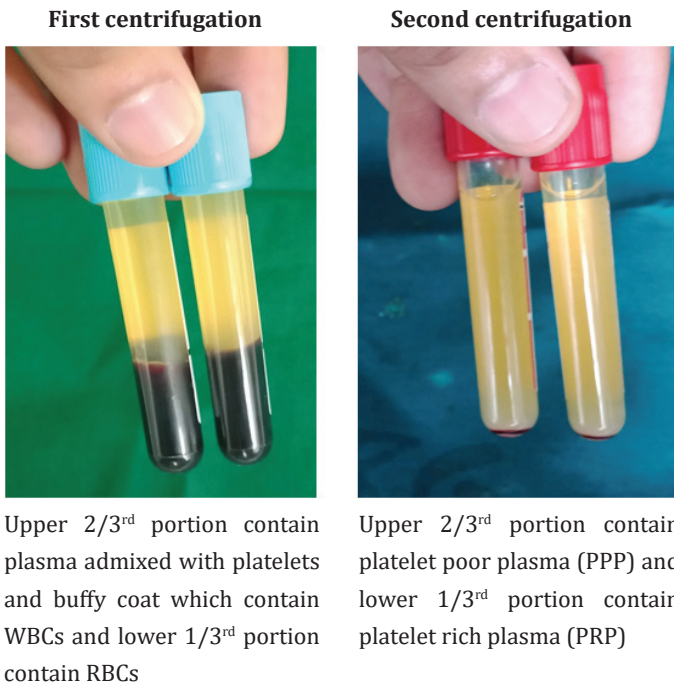 First centrifugation
Second centrifugation
Upper 2/3rd portion contain
plasma admixed with platelets
and buffy coat which contain
WBCs and lower 1/3rd portion
contain RBCs
Upper 2/3rd portion contain
platelet poor plasma (PPP) and
lower 1/3rd portion contain
platelet rich plasma (PRP)